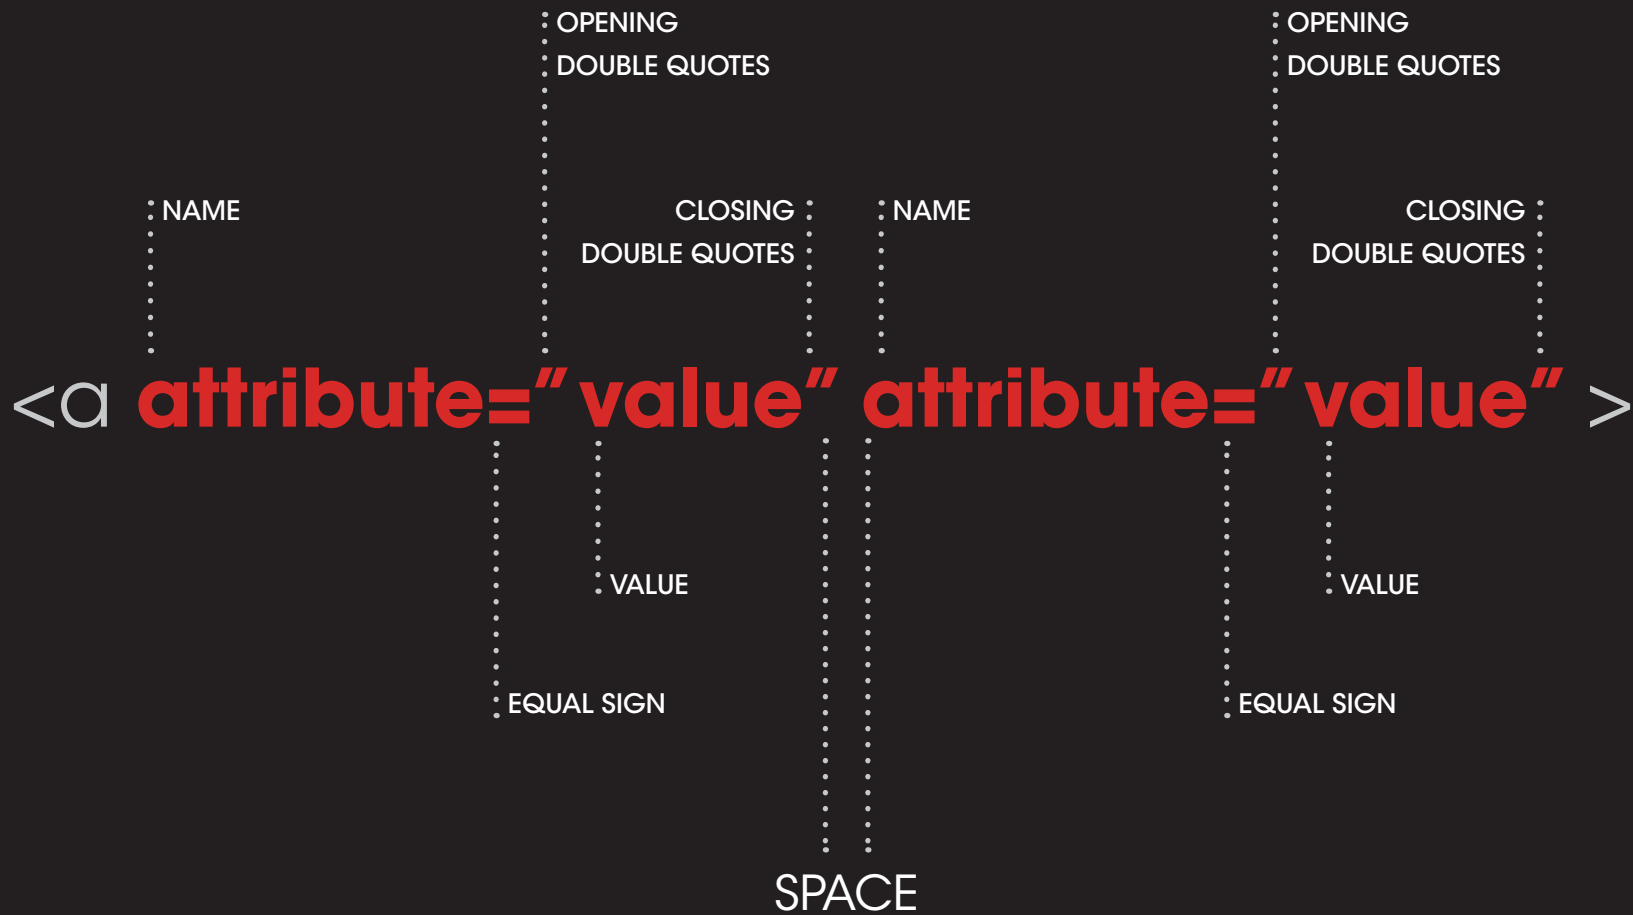 OPENING
DOUBLE QUOTES
OPENING
DOUBLE QUOTES
NAME
CLOSING
DOUBLE QUOTES
NAME
CLOSING
DOUBLE QUOTES
<a attribute=″value″ attribute=″value″ >
VALUE
VALUE
EQUAL SIGN
EQUAL SIGN
SPACE